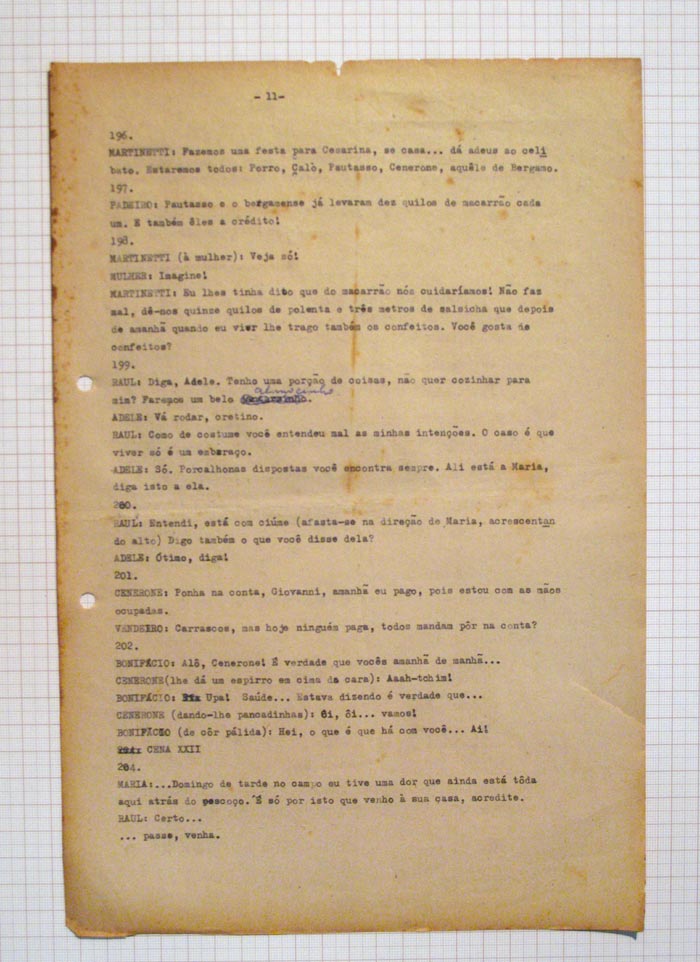 - 11-
196.
MARTINETTI: Fazemos uma festa para Cesarina, se casa... dá adeus ao celi
bato. Estaremos todos: Porro, Calò, Pautasso, Cenerone, aquêle de Bergamo.
197.
PADEIRO: Pautasso e o bergamense já levaram dez quilos de macarrão cada
um. E também êles a crédito!
198.
MARTINETTI (à mulher): Veja só!
MULHER: Imagine!
MARTINETTI: Eu lhes tinha dito que do macarrão nós cuidaríamos! Não faz
mal, dê-nos quinze quilos de polenta e três metros de salsicha que depois
de amanhã quando eu vier lhe trago também os confeitos. Você gosta de
confeitos?
199.
RAUL: Diga, Adele. Tenho uma porção de coisas, não quer cozinhar para
almocinho
mim? Faremos um belo
ADELE: Vá rodar, cretino.
RAUL: Como de costume você entendeu mal as minhas intenções. O caso é que
viver só é um embaraço.
ADELE: Só. Porcalhonas dispostas você encontra sempre. Ali está a Maria,
diga isto a ela.
200.
RAUL: Entendi, está com ciúme (afasta-se na direção de Maria, acrescentan
do alto) Digo também o que você disse dela?
ADELE: Ótimo, diga!
201.
CENERONE: Ponha na conta, Giovanni, amanhã eu pago, pois estou com as mãos
ocupadas.
VENDEIRO: Carrascos, mas hoje ninguém paga, todos mandam pôr na conta?
202.
BONIFÁCIO: Alô, Cenerone! É verdade que vocês amanhã de manhã...
CENERONE(lhe dá um espirro em cima da cara): Aaah-tchim!
BONIFÁCIO: Upa! Saúde... Estava dizendo é verdade que...
CENERONE (dando-lhe pancadinhas): Ôi, ôi... vamos!
BONIFÁCIO (de côr pálida): Hei, o que é que há com você... Ai!
CENA XXII
204.
MARIA:...Domingo de tarde no campo eu tive uma dor que ainda está tôda
aqui atrás do pescoço. É só por isto que venho à sua casa, acredite.
RAUL: Certo...
... passe, venha.